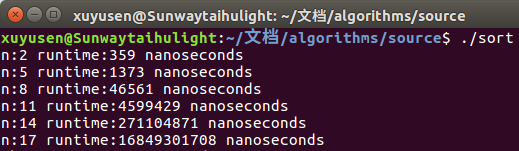 xuyusen@Sunwaytaihulight: ~/文档/algorithms/source
xuyusen@Sunwaytaihulight:~/文档/algorithms/source$ ./sort
n:2 runtime:359 nanoseconds
n:5 runtime:1373 nanoseconds
n:8 runtime:46561 nanoseconds
n:11 runtime:4599429 nanoseconds
n:14 runtime:271104871 nanoseconds
n:17 runtime:16849301708 nanoseconds